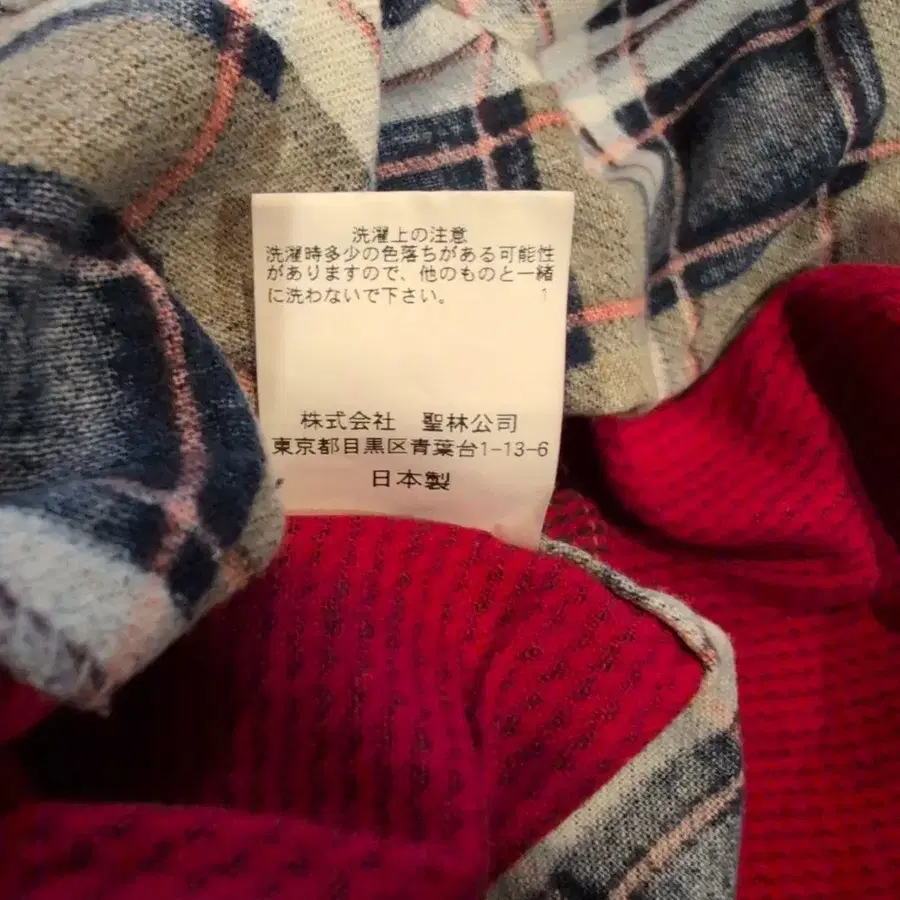 洗濯上の注意
洗濯時多少の色落ちがある可能性
がありますので、他のものと一緒
に洗わないで下さい。 1
株式会社 聖林公司
東京都目黒区青葉台1-13-6
日本製